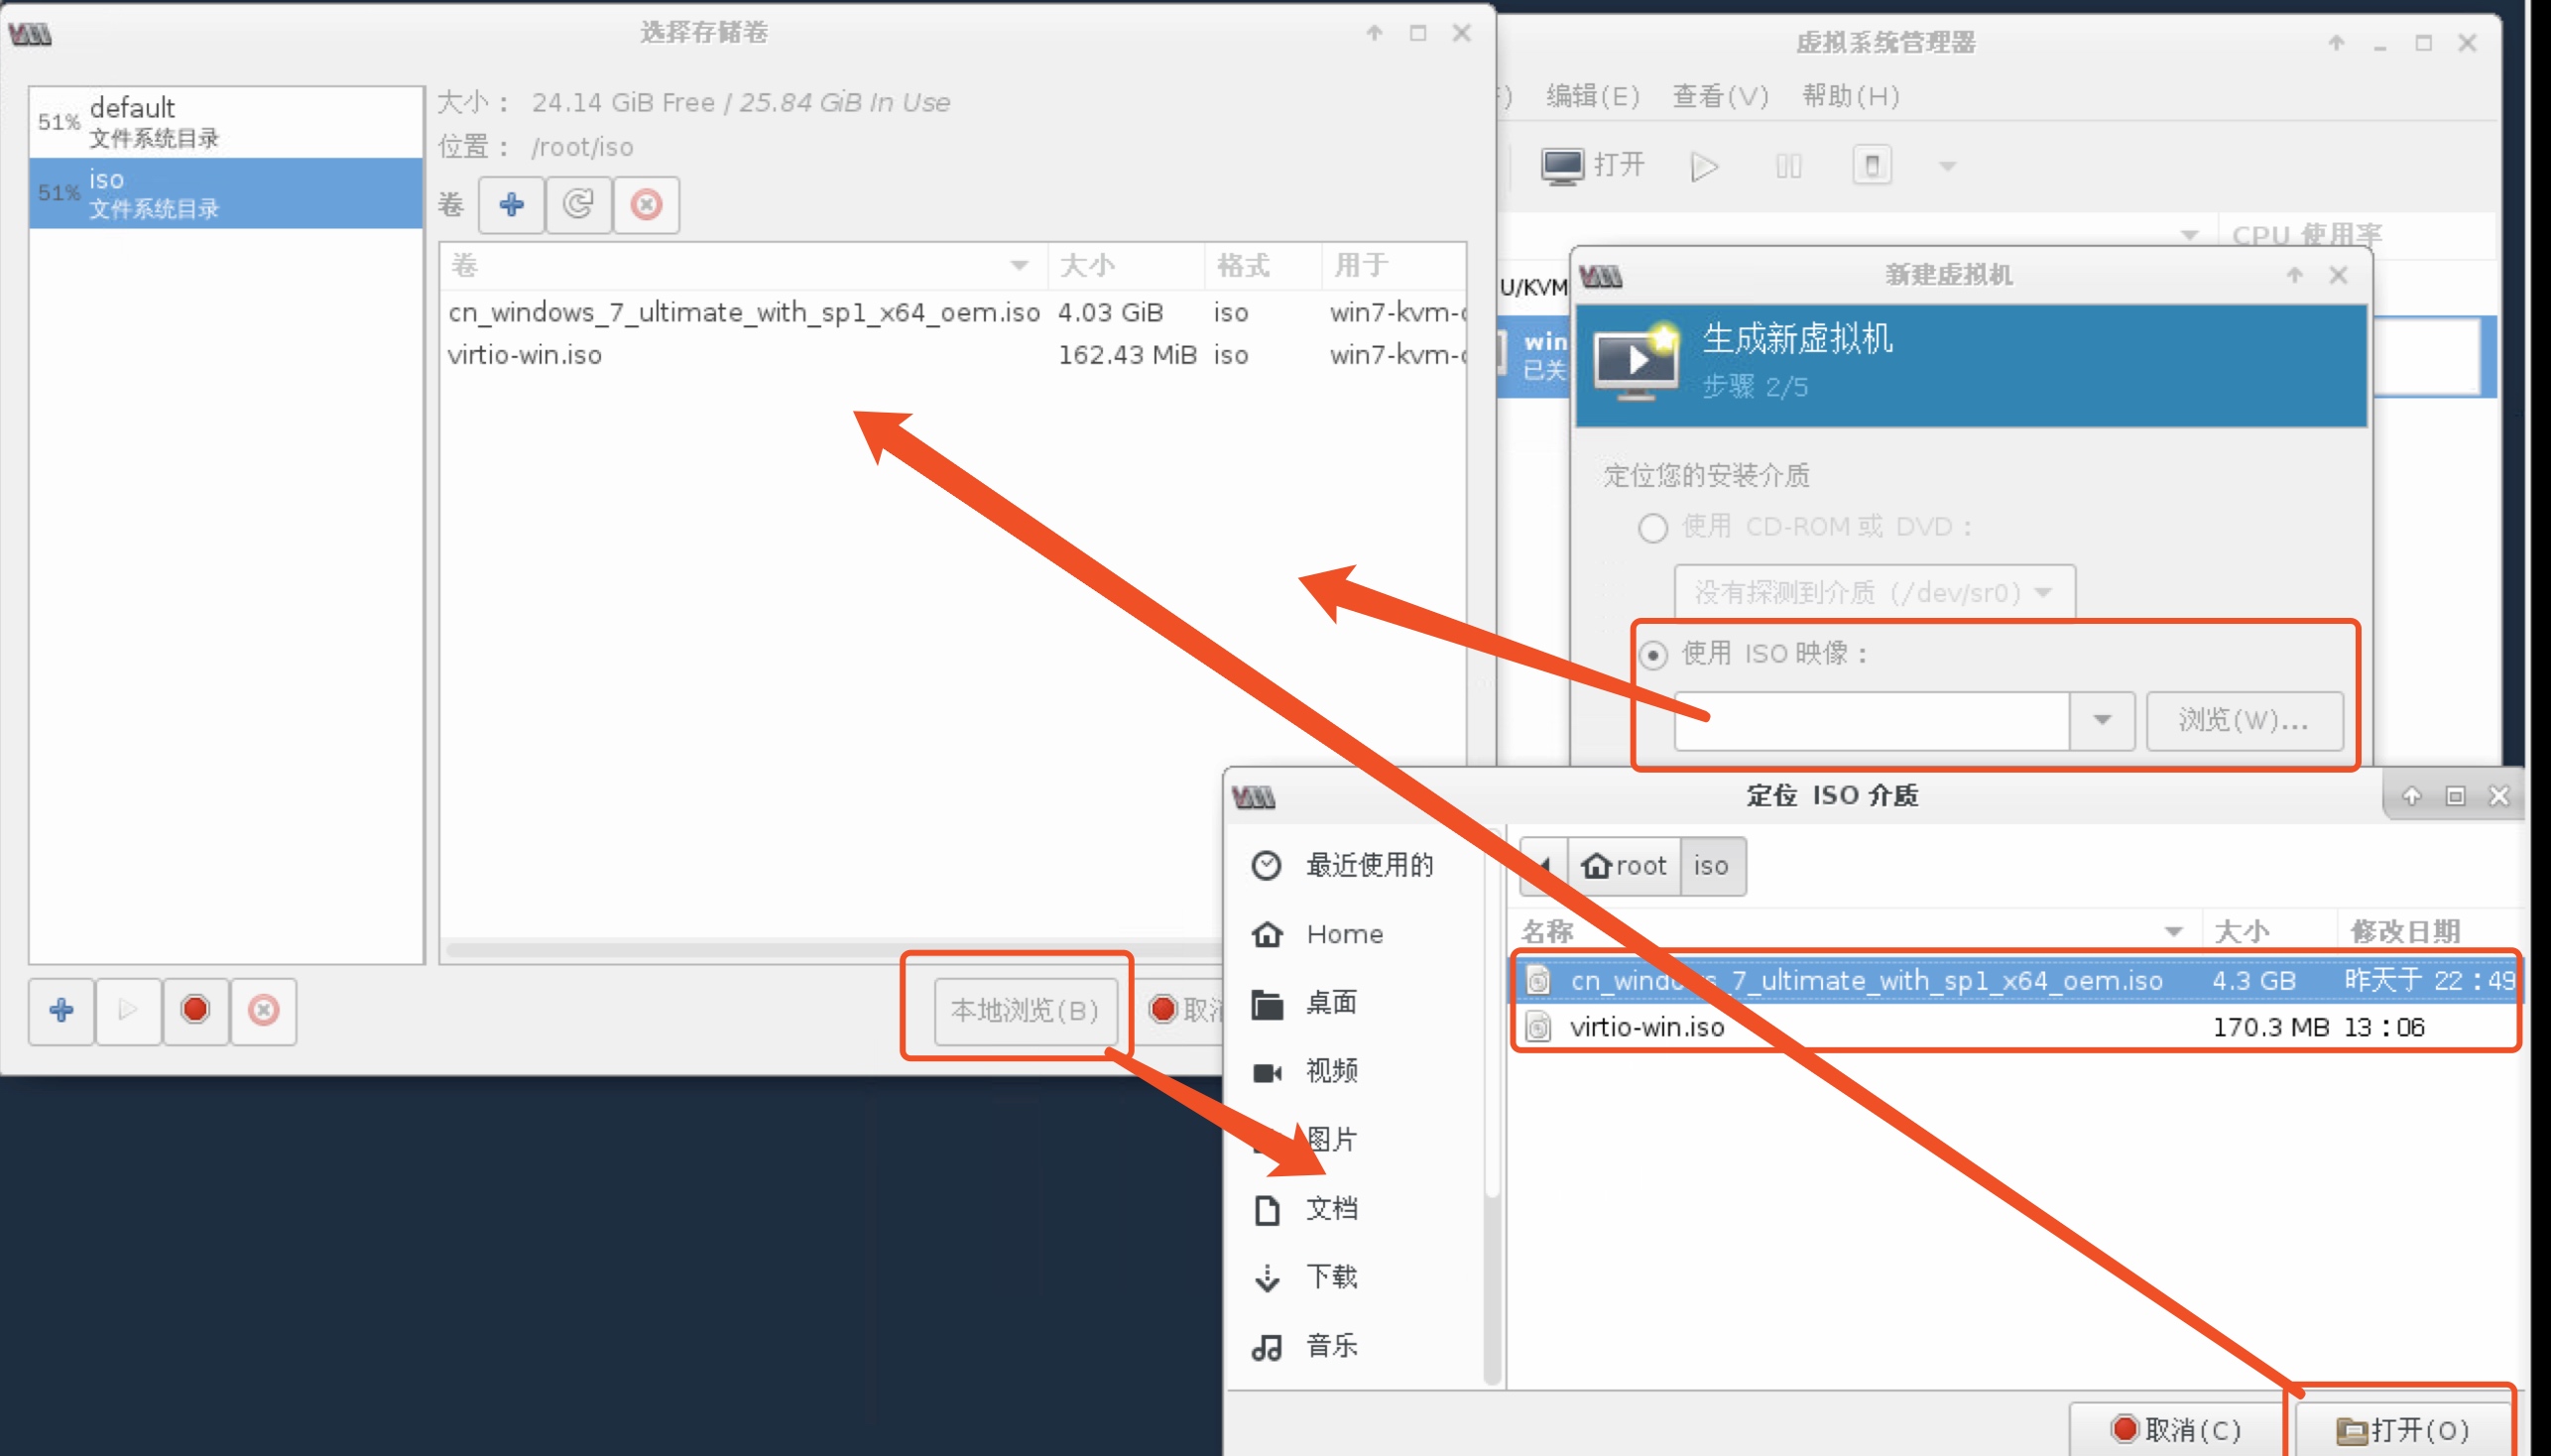 选择存储卷
51% default
文件系统目录
51% iso
文件系统目录
大小： 24.14 GiB Free / 25.84 GiB In Use
位置： /root/iso
卷
卷 大小 格式 用于
cn_windows_7_ultimate_with_sp1_x64_oem.iso 4.03 GiB iso win7-kvm-
virtio-win.iso 162.43 MiB iso win7-kvm-
本地浏览(B)
取消
虚拟系统管理器
编辑(E) 查看(V) 帮助(H)
打开
CPU 使用率
U/KVM
win
已关
新建虚拟机
生成新虚拟机
步骤 2/5
定位您的安装介质
使用 CD-ROM 或 DVD：
没有探测到介质 (/dev/sr0)
使用 ISO 映像：
浏览(W)...
定位 ISO 介质
最近使用的
Home
桌面
视频
图片
文档
下载
音乐
root iso
名称 大小 修改日期
cn_windows_7_ultimate_with_sp1_x64_oem.iso 4.3 GB 昨天于 22：49
virtio-win.iso 170.3 MB 13：06
取消(C) 打开(O)